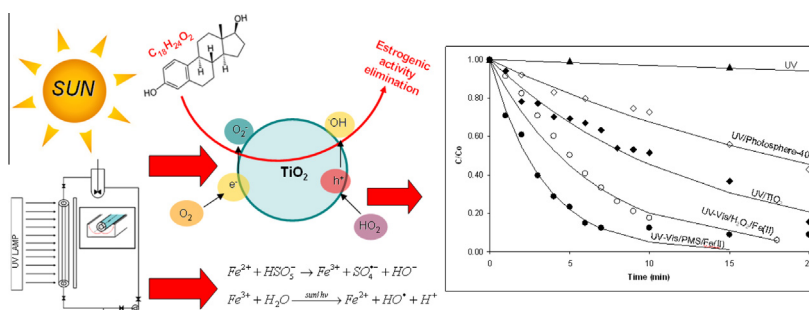 SUN
C18H24O2
OH
H
H
H
HO
Estrogenic
activity
elimination
O2-
OH
e-
TiO2
h+
O2
HO2
UV LAMP
Fe2+ + HSO5- → Fe3+ + SO4•- + HO-
Fe3+ + H2O sun/hν → Fe2+ + HO• + H+
C/Co
1.00
0.80
0.60
0.40
0.20
0.00
UV
UV/Photosphere-40
UV/TiO2
UV-Vis/H2O2/Fe(III)
UV-Vis/PMS/Fe(II)
0
5
10
15
20
Time (min)